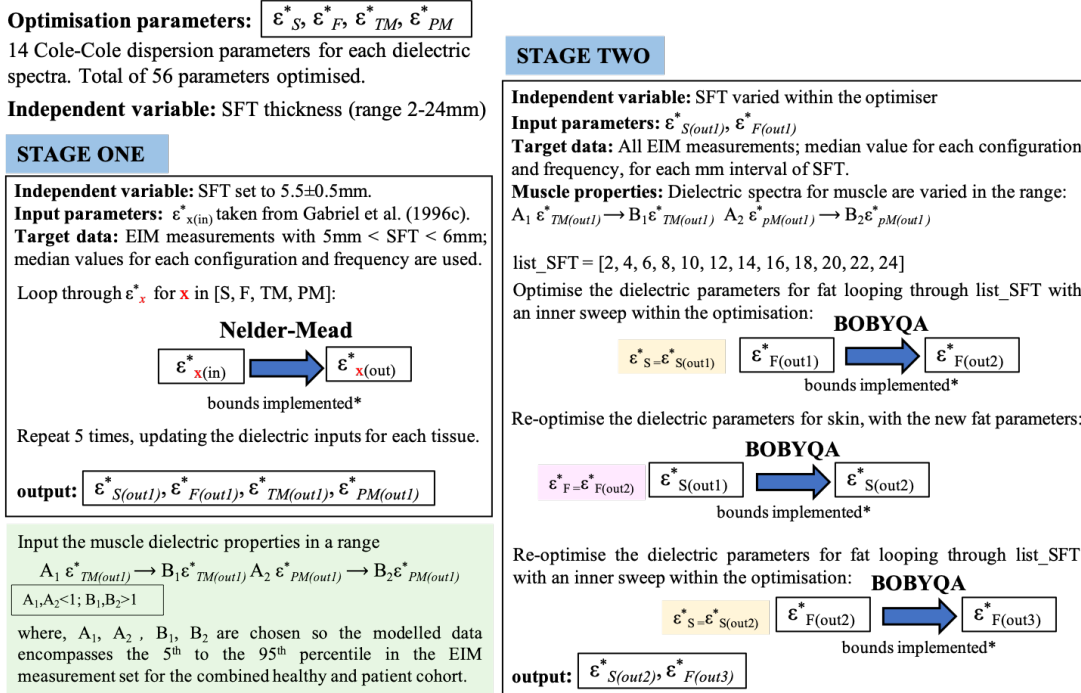 Optimisation parameters: ε*S, ε*F, ε*TM, ε*PM
14 Cole-Cole dispersion parameters for each dielectric
spectra. Total of 56 parameters optimised.
Independent variable: SFT thickness (range 2-24mm)
STAGE ONE
Independent variable: SFT set to 5.5±0.5mm.
Input parameters: ε*x(in) taken from Gabriel et al. (1996c).
Target data: EIM measurements with 5mm < SFT < 6mm;
median values for each configuration and frequency are used.
Loop through ε*x for x in [S, F, TM, PM]:
Nelder-Mead
ε*x(in) ε*x(out)
bounds implemented*
Repeat 5 times, updating the dielectric inputs for each tissue.
output: ε*S(out1), ε*F(out1), ε*TM(out1), ε*PM(out1)
Input the muscle dielectric properties in a range
A1 ε*TM(out1) → B1ε*TM(out1) A2 ε*PM(out1) → B2ε*PM(out1)
A1,A2<1; B1,B2>1
where, A1, A2 , B1, B2 are chosen so the modelled data
encompasses the 5th to the 95th percentile in the EIM
measurement set for the combined healthy and patient cohort.
STAGE TWO
Independent variable: SFT varied within the optimiser
Input parameters: ε*S(out1), ε*F(out1)
Target data: All EIM measurements; median value for each configuration
and frequency, for each mm interval of SFT.
Muscle properties: Dielectric spectra for muscle are varied in the range:
A1 ε*TM(out1) → B1ε*TM(out1) A2 ε*pM(out1) → B2ε*pM(out1)
list_SFT = [2, 4, 6, 8, 10, 12, 14, 16, 18, 20, 22, 24]
Optimise the dielectric parameters for fat looping through list_SFT with
an inner sweep within the optimisation:
BOBYQA
ε*S=ε*S(out1) ε*F(out1) ε*F(out2)
bounds implemented*
Re-optimise the dielectric parameters for skin, with the new fat parameters:
BOBYQA
ε*F=ε*F(out2) ε*S(out1) ε*S(out2)
bounds implemented*
Re-optimise the dielectric parameters for fat looping through list_SFT
with an inner sweep within the optimisation:
BOBYQA
ε*S=ε*S(out2) ε*F(out2) ε*F(out3)
bounds implemented*
output: ε*S(out2), ε*F(out3)